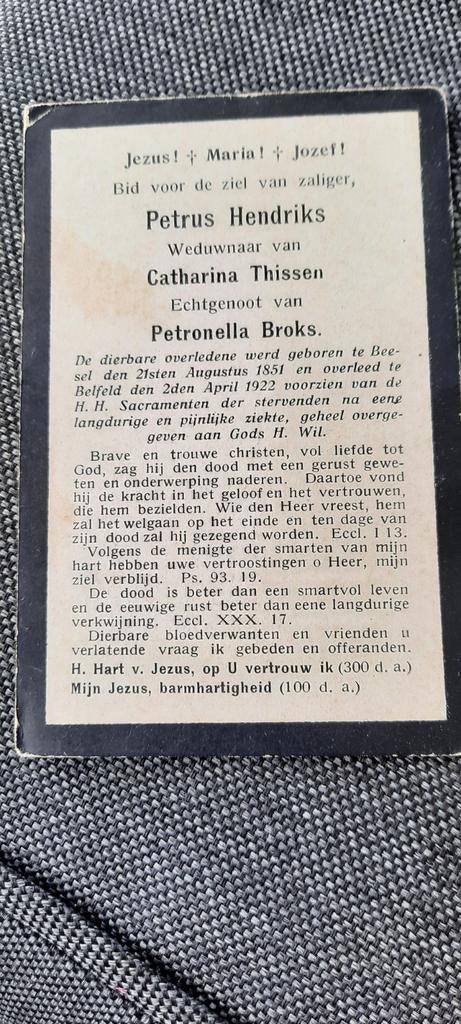 Jezus! † Maria! † Jozef!
Bid voor de ziel van zaliger,
Petrus Hendriks
Weduwnaar van
Catharina Thissen
Echtgenoot van
Petronella Broks.
De dierbare overledene werd geboren te Bee-
sel den 21sten Augustus 1851 en overleed te
Belfeld den 2den April 1922 voorzien van de
H. H. Sacramenten der stervenden na eene
langdurige en pijnlijke ziekte, geheel overge-
geven aan Gods H. Wil.
Brave en trouwe christen, vol liefde tot
God, zag hij den dood met een gerust gewe-
ten en onderwerping naderen. Daartoe vond
hij de kracht in het geloof en het vertrouwen,
die hem bezielden. Wie den Heer vreest, hem
zal het welgaan op het einde en ten dage van
zijn dood zal hij gezegend worden. Eccl. I 13.
Volgens de menigte der smarten van mijn
hart hebben uwe vertroostingen o Heer, mijn
ziel verblijd. Ps. 93. 19.
De dood is beter dan een smartvol leven
en de eeuwige rust beter dan eene langdurige
verkwijning. Eccl. XXX. 17.
Dierbare bloedverwanten en vrienden u
verlatende vraag ik gebeden en offeranden.
H. Hart v. Jezus, op U vertrouw ik (300 d. a.)
Mijn Jezus, barmhartigheid (100 d. a.)